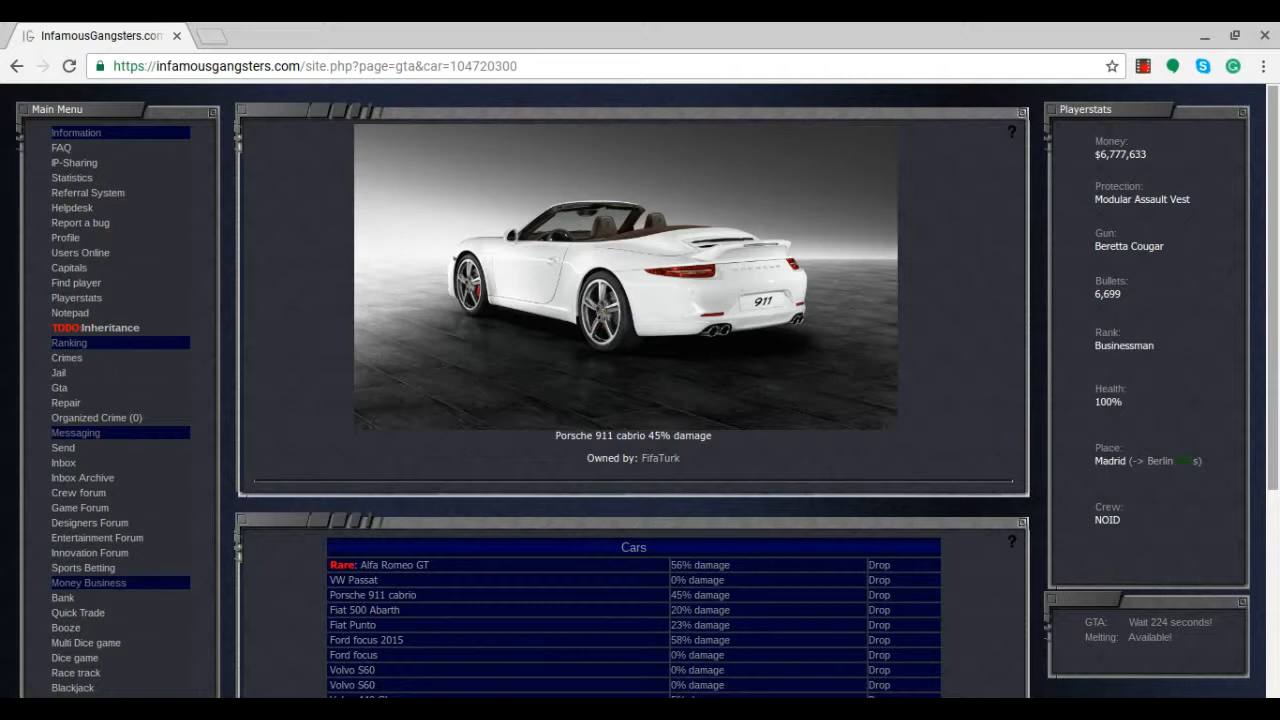 InfamousGangsters.com
https://infamousgangsters.com/site.php?page=gta&car=104720300
Main Menu
Information
FAQ
IP-Sharing
Statistics
Referral System
Helpdesk
Report a bug
Profile
Users Online
Capitals
Find player
Playerstats
Notepad
TODO:Inheritance
Ranking
Crimes
Jail
Gta
Repair
Organized Crime (0)
Messaging
Send
Inbox
Inbox Archive
Crew forum
Game Forum
Designers Forum
Entertainment Forum
Innovation Forum
Sports Betting
Money Business
Bank
Quick Trade
Booze
Multi Dice game
Dice game
Race track
Blackjack
?
PORSCHE
911
Porsche 911 cabrio 45% damage
Owned by: FifaTurk
?
Cars
Rare: Alfa Romeo GT 56% damage Drop
VW Passat 0% damage Drop
Porsche 911 cabrio 45% damage Drop
Fiat 500 Abarth 20% damage Drop
Fiat Punto 23% damage Drop
Ford focus 2015 58% damage Drop
Ford focus 0% damage Drop
Volvo S60 0% damage Drop
Volvo S60 0% damage Drop
Playerstats
Money:
$6,777,633
Protection:
Modular Assault Vest
Gun:
Beretta Cougar
Bullets:
6,699
Rank:
Businessman
Health:
100%
Place:
Madrid (-> Berlin s)
Crew:
NOID
GTA: Wait 224 seconds!
Melting: Available!